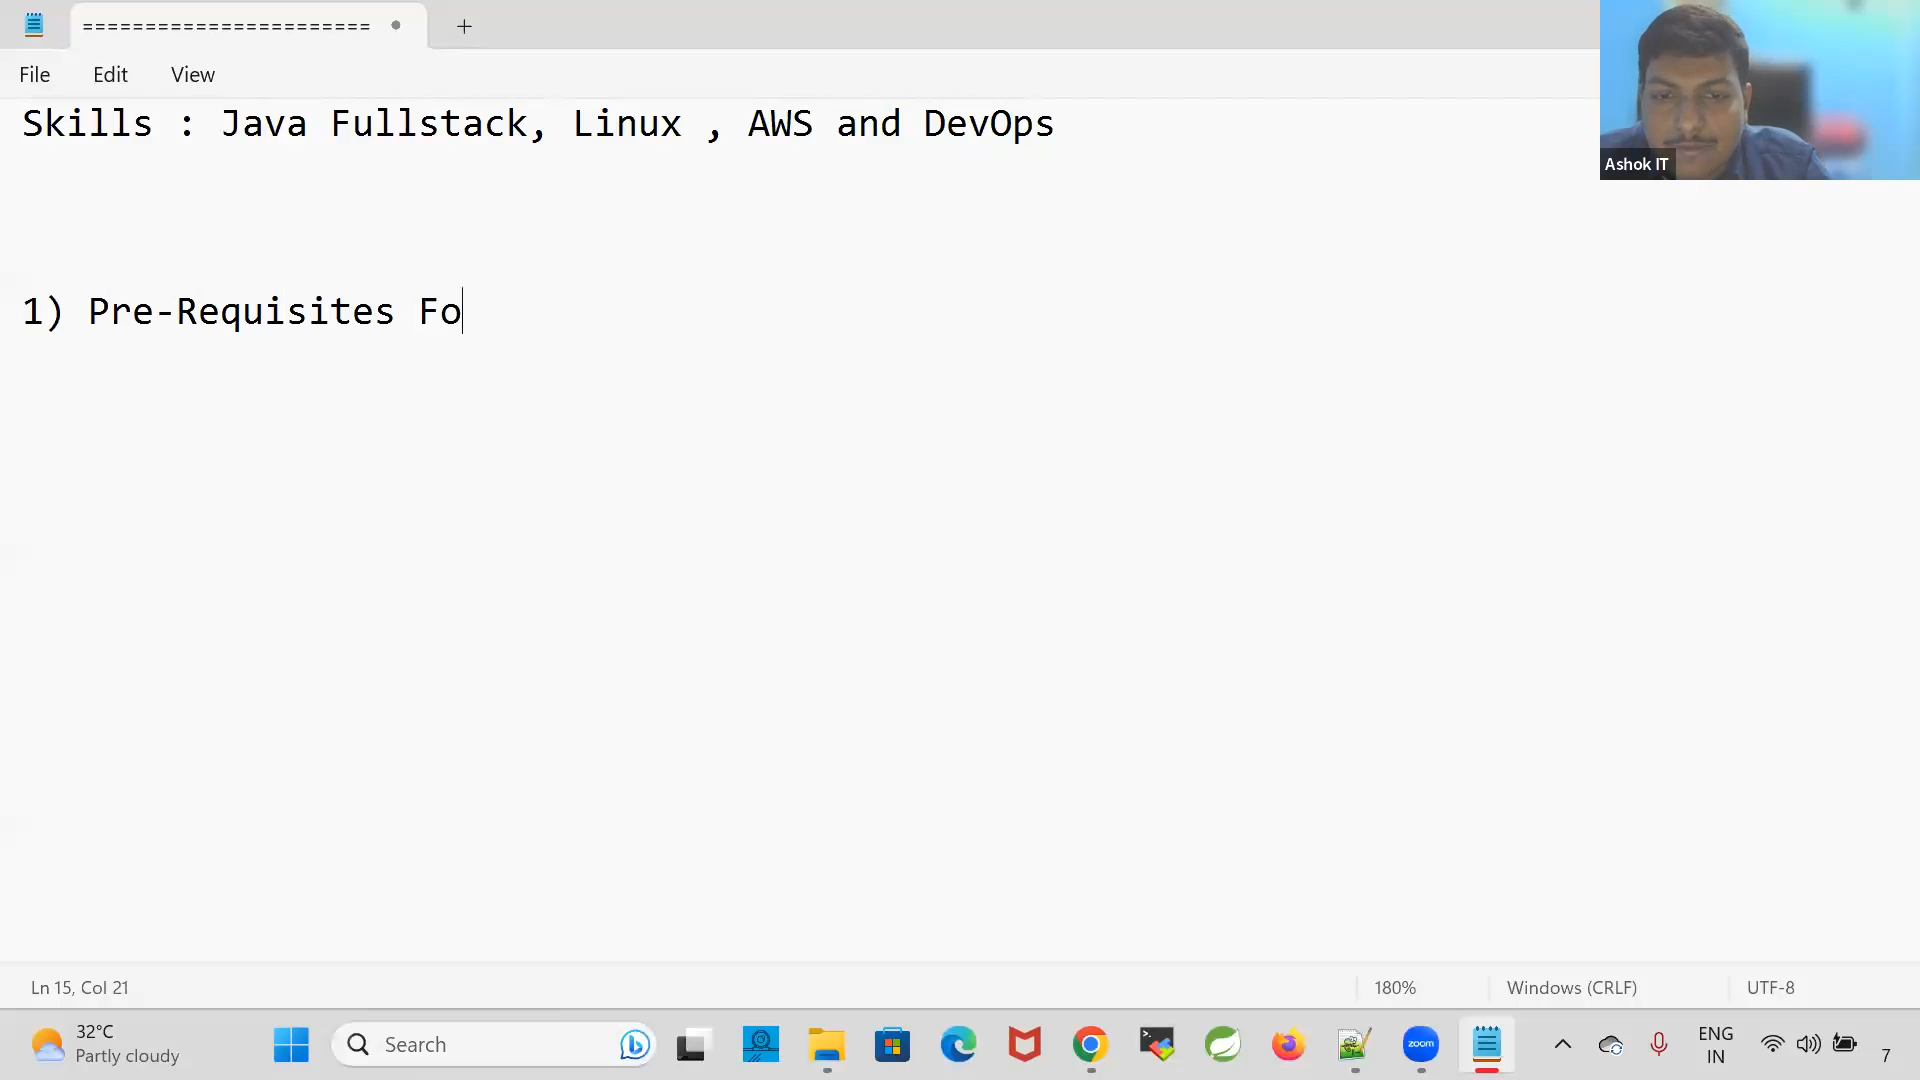 ======================= 
File Edit View
Skills : Java Fullstack, Linux , AWS and DevOps
Ashok IT
1) Pre-Requisites Fo
Ln 15, Col 21 180% Windows (CRLF) UTF-8
32°C
Partly cloudy
Search
zoom
ENG
IN
7